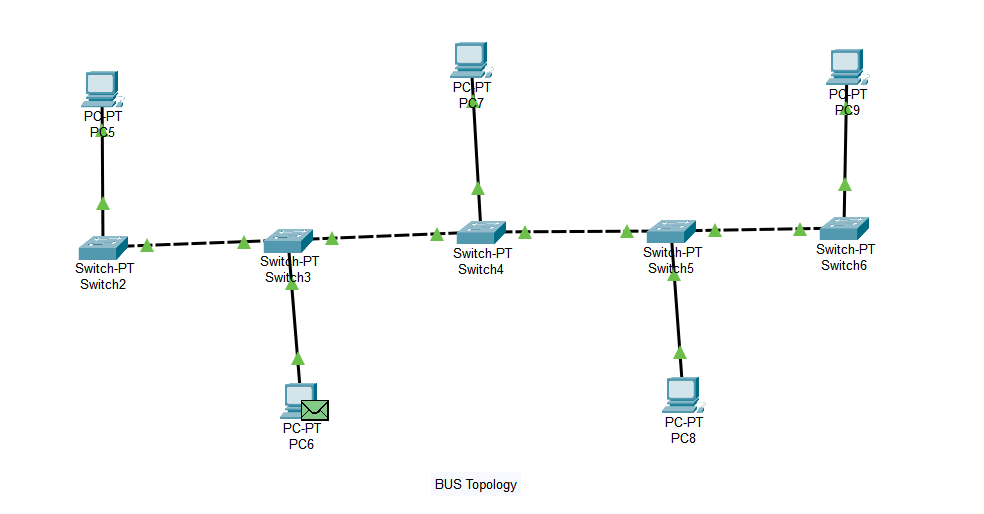 PC-PT
PC5
PC-PT
PC7
PC-PT
PC9
Switch-PT
Switch2
Switch-PT
Switch3
Switch-PT
Switch4
Switch-PT
Switch5
Switch-PT
Switch6
PC-PT
PC6
PC-PT
PC8
BUS Topology